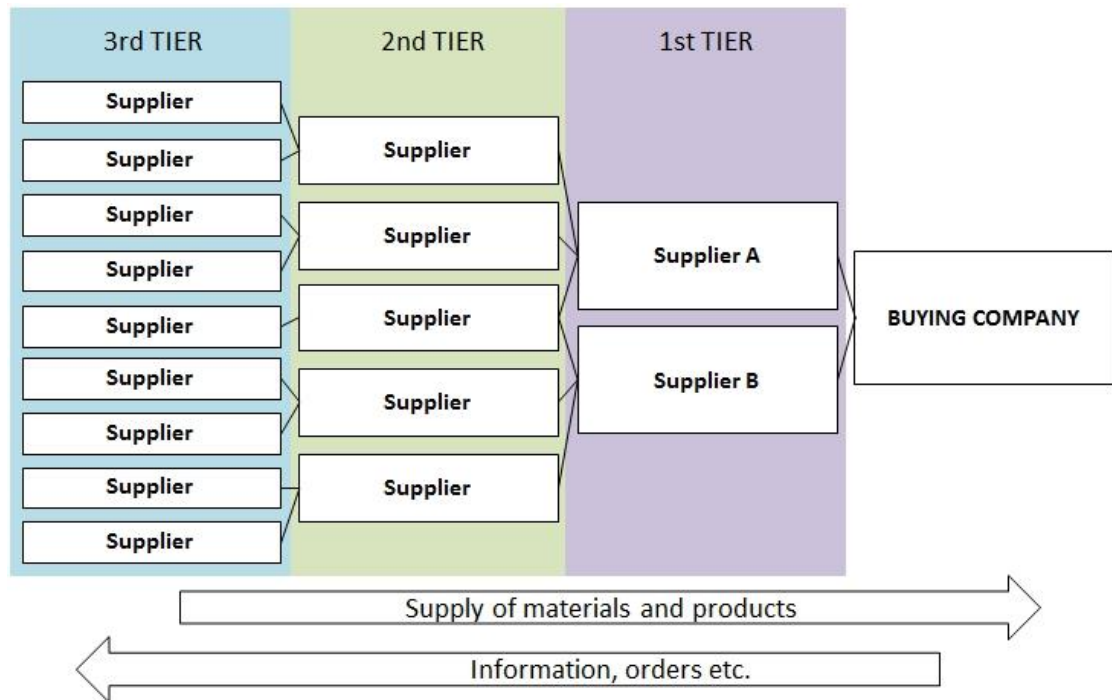 3rd TIER
2nd TIER
1st TIER
Supplier
Supplier
Supplier
Supplier
Supplier
Supplier
Supplier
Supplier
Supplier
Supplier
Supplier
Supplier
Supplier
Supplier
Supplier A
Supplier B
BUYING COMPANY
Supply of materials and products
Information, orders etc.